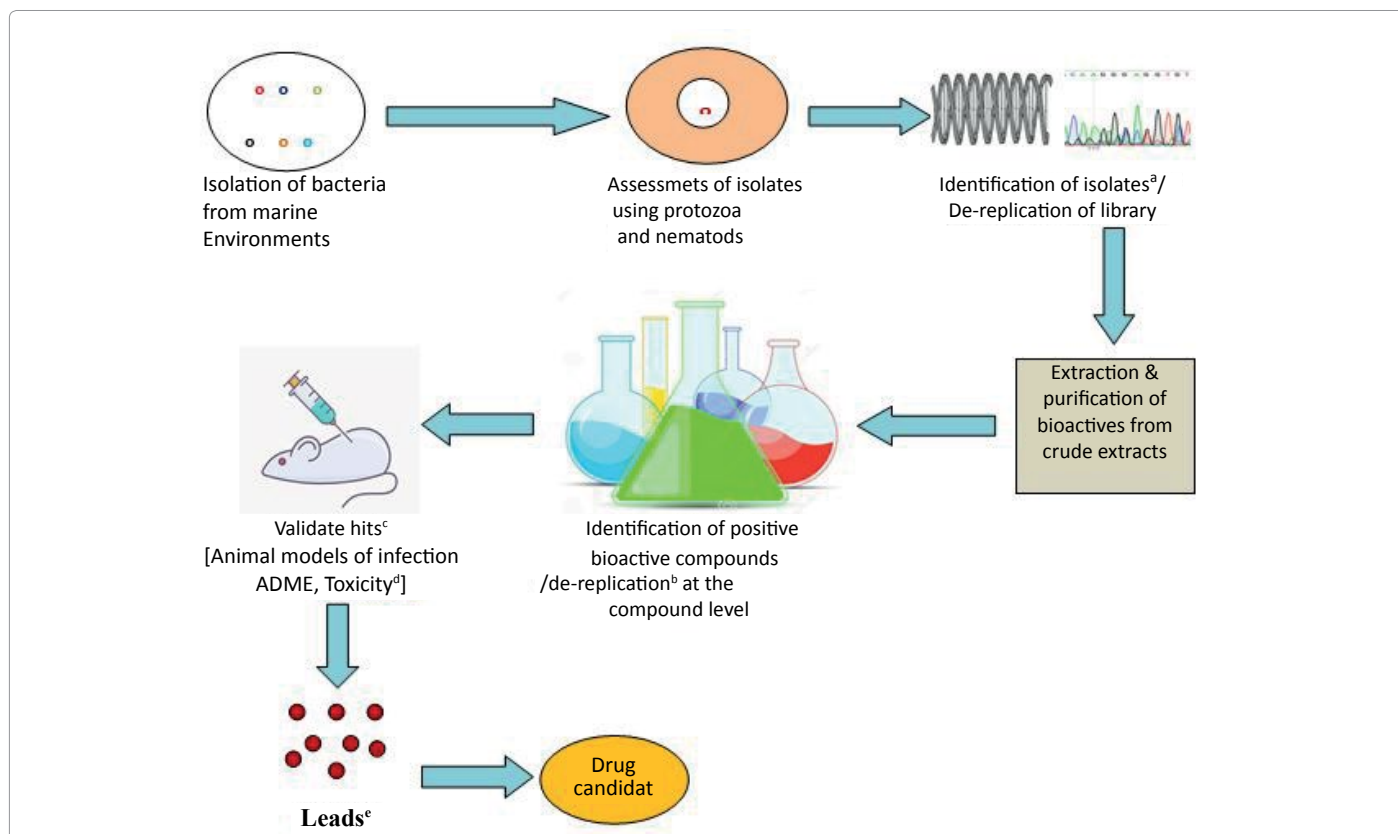 Isolation of bacteria
from marine
Environments
Assessmets of isolates
using protozoa
and nematods
Identification of isolatesᵃ/
De-replication of library
Extraction &
purification of
bioactives from
crude extracts
Identification of positive
bioactive compounds
/de-replicationᵇ at the
compound level
Validate hitsᶜ
[Animal models of infection
ADME, Toxicityᵈ]
Leadsᵉ
Drug
candidat